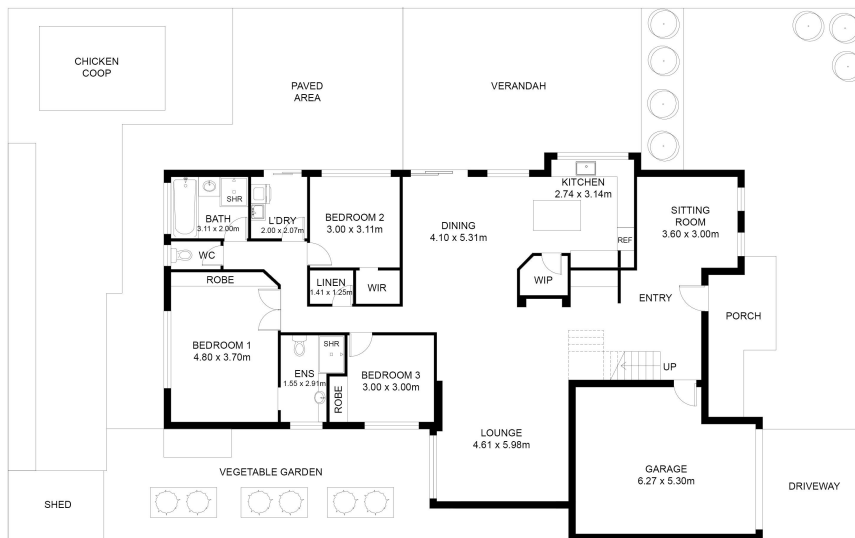 CHICKEN
COOP
PAVED
AREA
VERANDAH
SHR
BATH
3.11 x 2.00m
L'DRY
2.00 x 2.07m
BEDROOM 2
3.00 x 3.11m
DINING
4.10 x 5.31m
KITCHEN
2.74 x 3.14m
REF
SITTING
ROOM
3.60 x 3.00m
WC
ROBE
LINEN
1.41 x 1.25m
WIR
WIP
ENTRY
PORCH
BEDROOM 1
4.80 x 3.70m
SHR
ENS
1.55 x 2.91m
ROBE
BEDROOM 3
3.00 x 3.00m
UP
LOUNGE
4.61 x 5.98m
GARAGE
6.27 x 5.30m
DRIVEWAY
VEGETABLE GARDEN
SHED